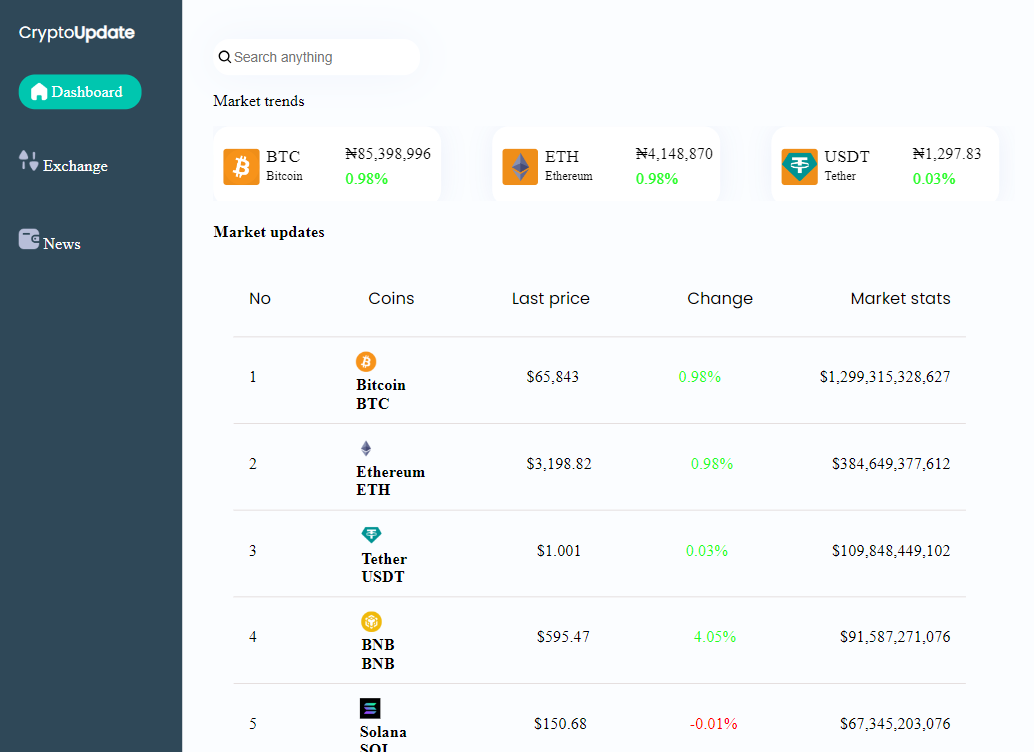 CryptoUpdate
Dashboard
Exchange
News
Search anything
Market trends
BTC ₦85,398,996
Bitcoin 0.98%
ETH ₦4,148,870
Ethereum 0.98%
USDT ₦1,297.83
Tether 0.03%
Market updates
No Coins Last price Change Market stats
1 Bitcoin BTC $65,843 0.98% $1,299,315,328,627
2 Ethereum ETH $3,198.82 0.98% $384,649,377,612
3 Tether USDT $1.001 0.03% $109,848,449,102
4 BNB BNB $595.47 4.05% $91,587,271,076
5 Solana SOL $150.68 -0.01% $67,345,203,076